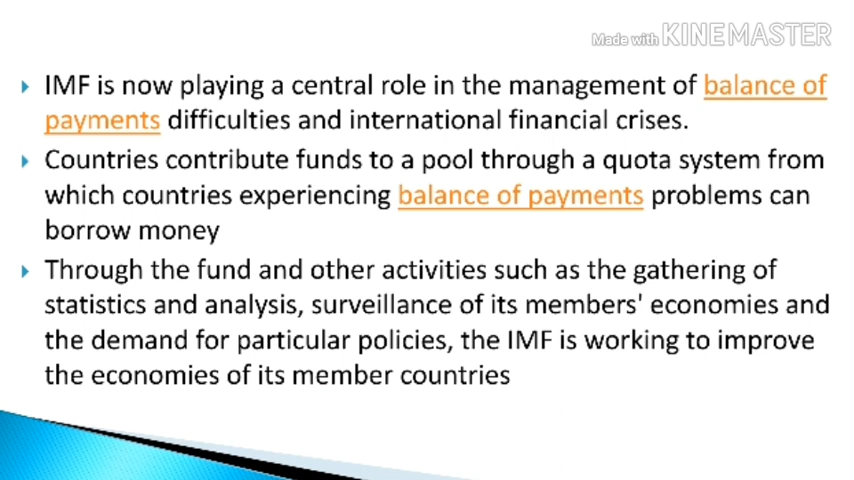 Made with KINEMASTER
IMF is now playing a central role in the management of balance of
payments difficulties and international financial crises.
Countries contribute funds to a pool through a quota system from
which countries experiencing balance of payments problems can
borrow money
Through the fund and other activities such as the gathering of
statistics and analysis, surveillance of its members' economies and
the demand for particular policies, the IMF is working to improve
the economies of its member countries